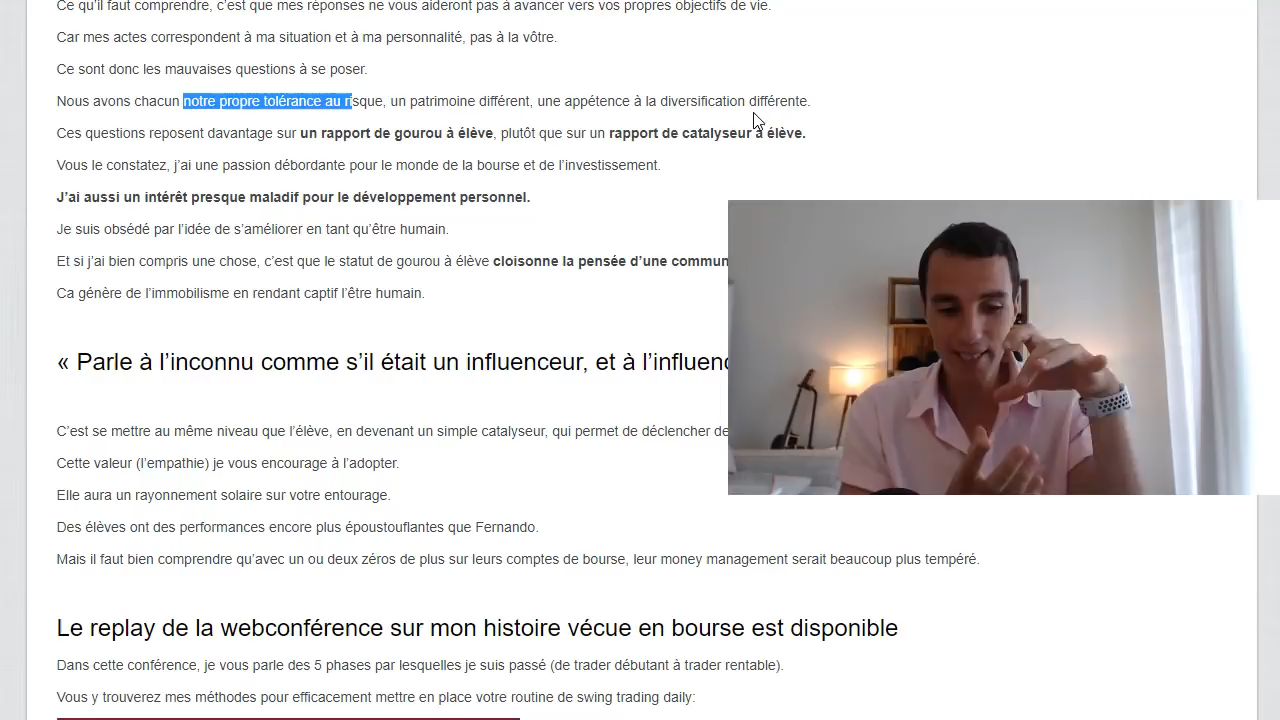 Ce qu’il faut comprendre, c’est que mes réponses ne vous aideront pas à avancer vers vos propres objectifs de vie.
Car mes actes correspondent à ma situation et à ma personnalité, pas à la vôtre.
Ce sont donc les mauvaises questions à se poser.
Nous avons chacun notre propre tolérance au risque, un patrimoine différent, une appétence à la diversification différente.
Ces questions reposent davantage sur un rapport de gourou à élève, plutôt que sur un rapport de catalyseur à élève.
Vous le constatez, j’ai une passion débordante pour le monde de la bourse et de l’investissement.
J’ai aussi un intérêt presque maladif pour le développement personnel.
Je suis obsédé par l’idée de s’améliorer en tant qu’être humain.
Et si j’ai bien compris une chose, c’est que le statut de gourou à élève cloisonne la pensée d’une commun
Ca génère de l’immobilisme en rendant captif l’être humain.
« Parle à l’inconnu comme s’il était un influenceur, et à l’influenc
C’est se mettre au même niveau que l’élève, en devenant un simple catalyseur, qui permet de déclencher de
Cette valeur (l’empathie) je vous encourage à l’adopter.
Elle aura un rayonnement solaire sur votre entourage.
Des élèves ont des performances encore plus époustouflantes que Fernando.
Mais il faut bien comprendre qu’avec un ou deux zéros de plus sur leurs comptes de bourse, leur money management serait beaucoup plus tempéré.
Le replay de la webconférence sur mon histoire vécue en bourse est disponible
Dans cette conférence, je vous parle des 5 phases par lesquelles je suis passé (de trader débutant à trader rentable).
Vous y trouverez mes méthodes pour efficacement mettre en place votre routine de swing trading daily: